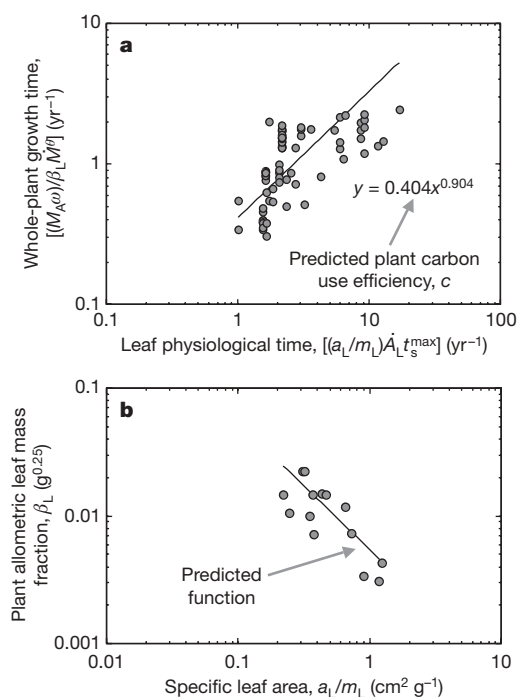 a
Whole-plant growth time,
[(M_A^ω)/β_L Ṁ^θ] (yr⁻¹)
10
1
0.1
y = 0.404x^0.904
Predicted plant carbon
use efficiency, c
0.1 1 10 100
Leaf physiological time, [(a_L/m_L)Ȧ_L t_s^max] (yr⁻¹)
b
Plant allometric leaf mass
fraction, β_L (g^0.25)
0.1
0.01
0.001
Predicted
function
0.01 0.1 1 10
Specific leaf area, a_L/m_L (cm² g⁻¹)